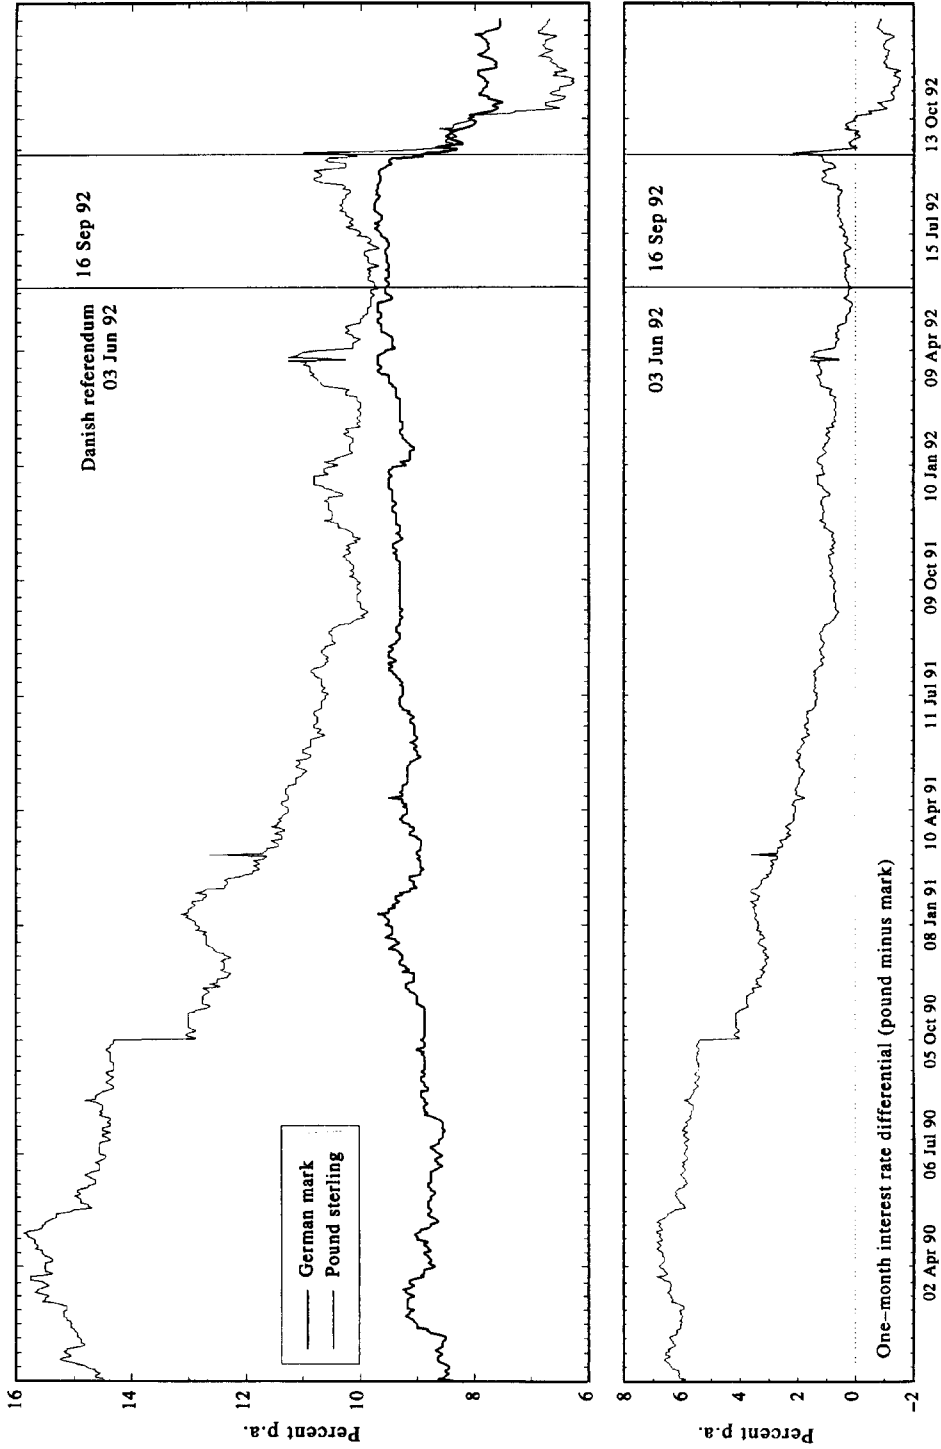 16
14
12
10
8
6
Percent p.a.
Danish referendum
03 Jun 92
16 Sep 92
German mark
Pound sterling
8
6
4
2
0
-2
Percent p.a.
03 Jun 92
16 Sep 92
One-month interest rate differential (pound minus mark)
02 Apr 90
06 Jul 90
05 Oct 90
08 Jan 91
10 Apr 91
11 Jul 91
09 Oct 91
10 Jan 92
09 Apr 92
15 Jul 92
13 Oct 92